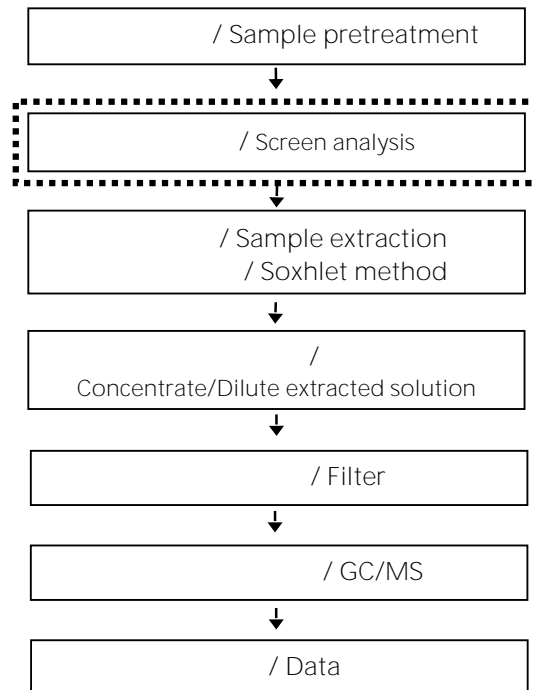 / Sample pretreatment
/ Screen analysis
/ Sample extraction
/ Soxhlet method
/
Concentrate/Dilute extracted solution
/ Filter
/ GC/MS
/ Data